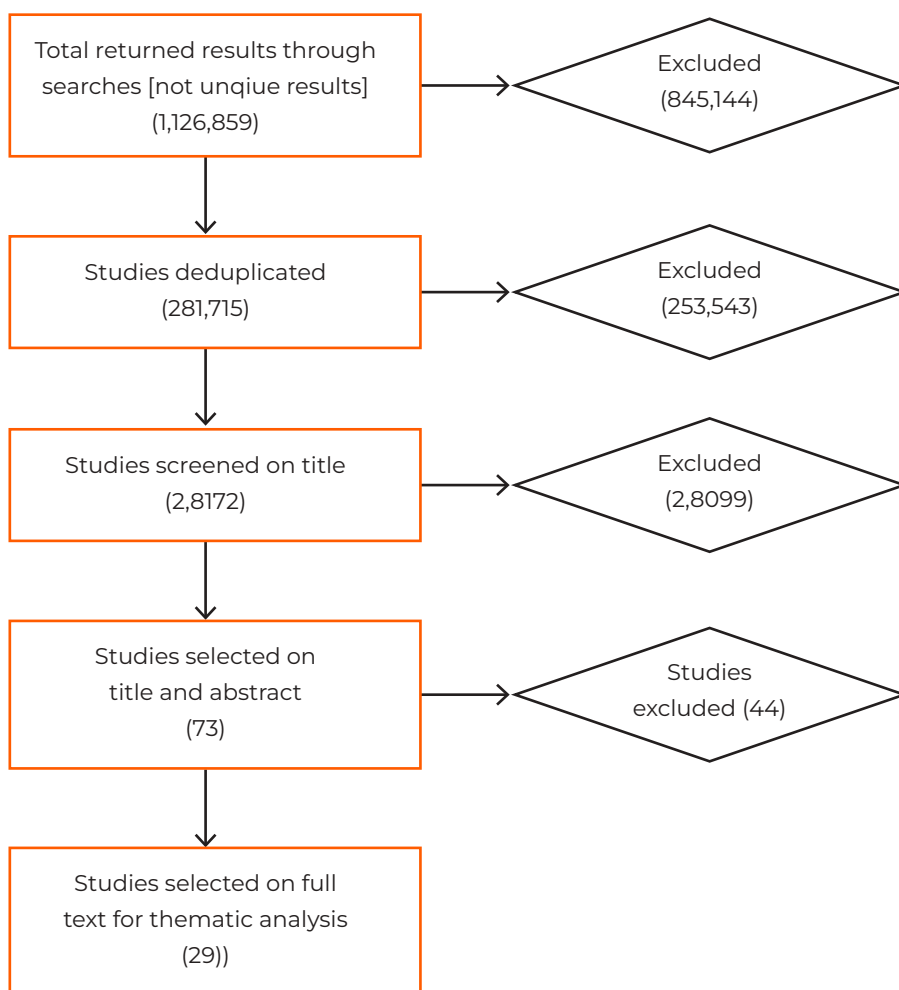 Total returned results through
searches [not unqiue results]
(1,126,859)
Excluded
(845,144)
Studies deduplicated
(281,715)
Excluded
(253,543)
Studies screened on title
(2,8172)
Excluded
(2,8099)
Studies selected on
title and abstract
(73)
Studies
excluded (44)
Studies selected on full
text for thematic analysis
(29))